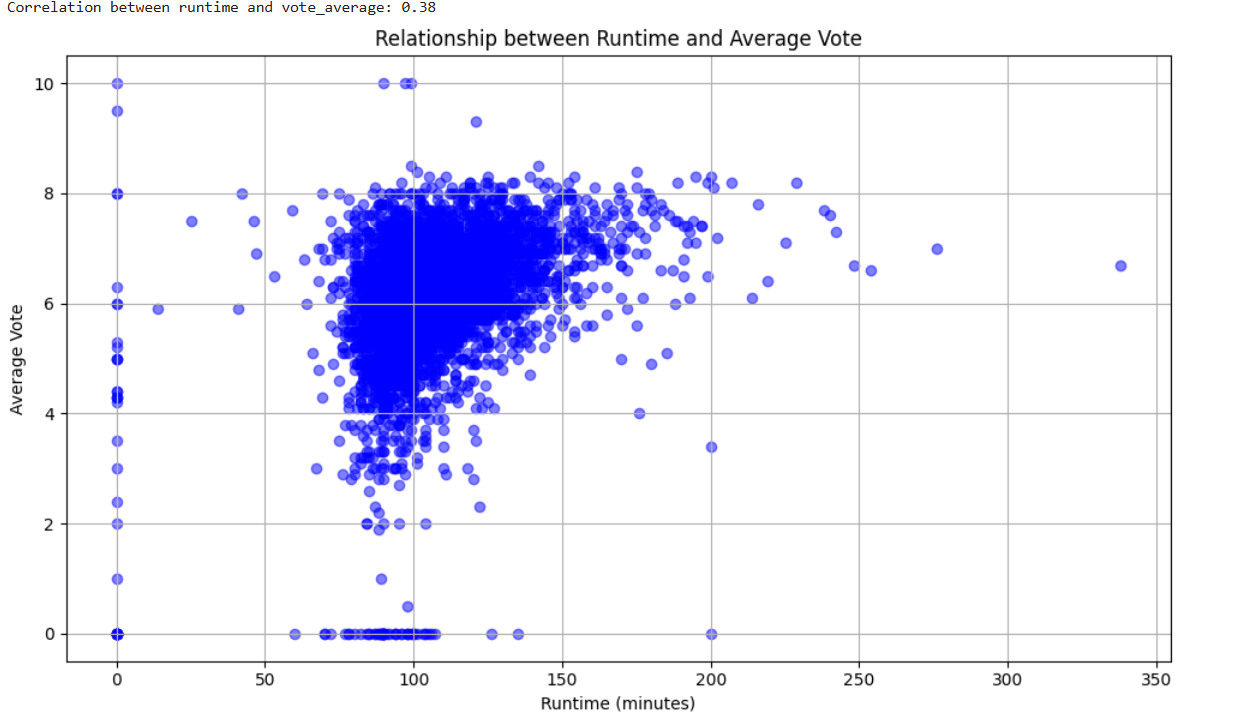 Correlation between runtime and vote_average: 0.38
Relationship between Runtime and Average Vote
10
8
6
4
2
0
Average Vote
0 50 100 150 200 250 300 350
Runtime (minutes)